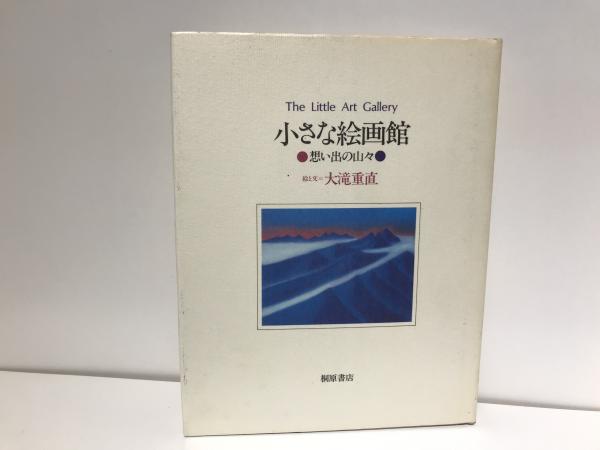 The Little Art Gallery
小さな絵画館
●想い出の山々●
絵と文=大滝重直
桐原書店